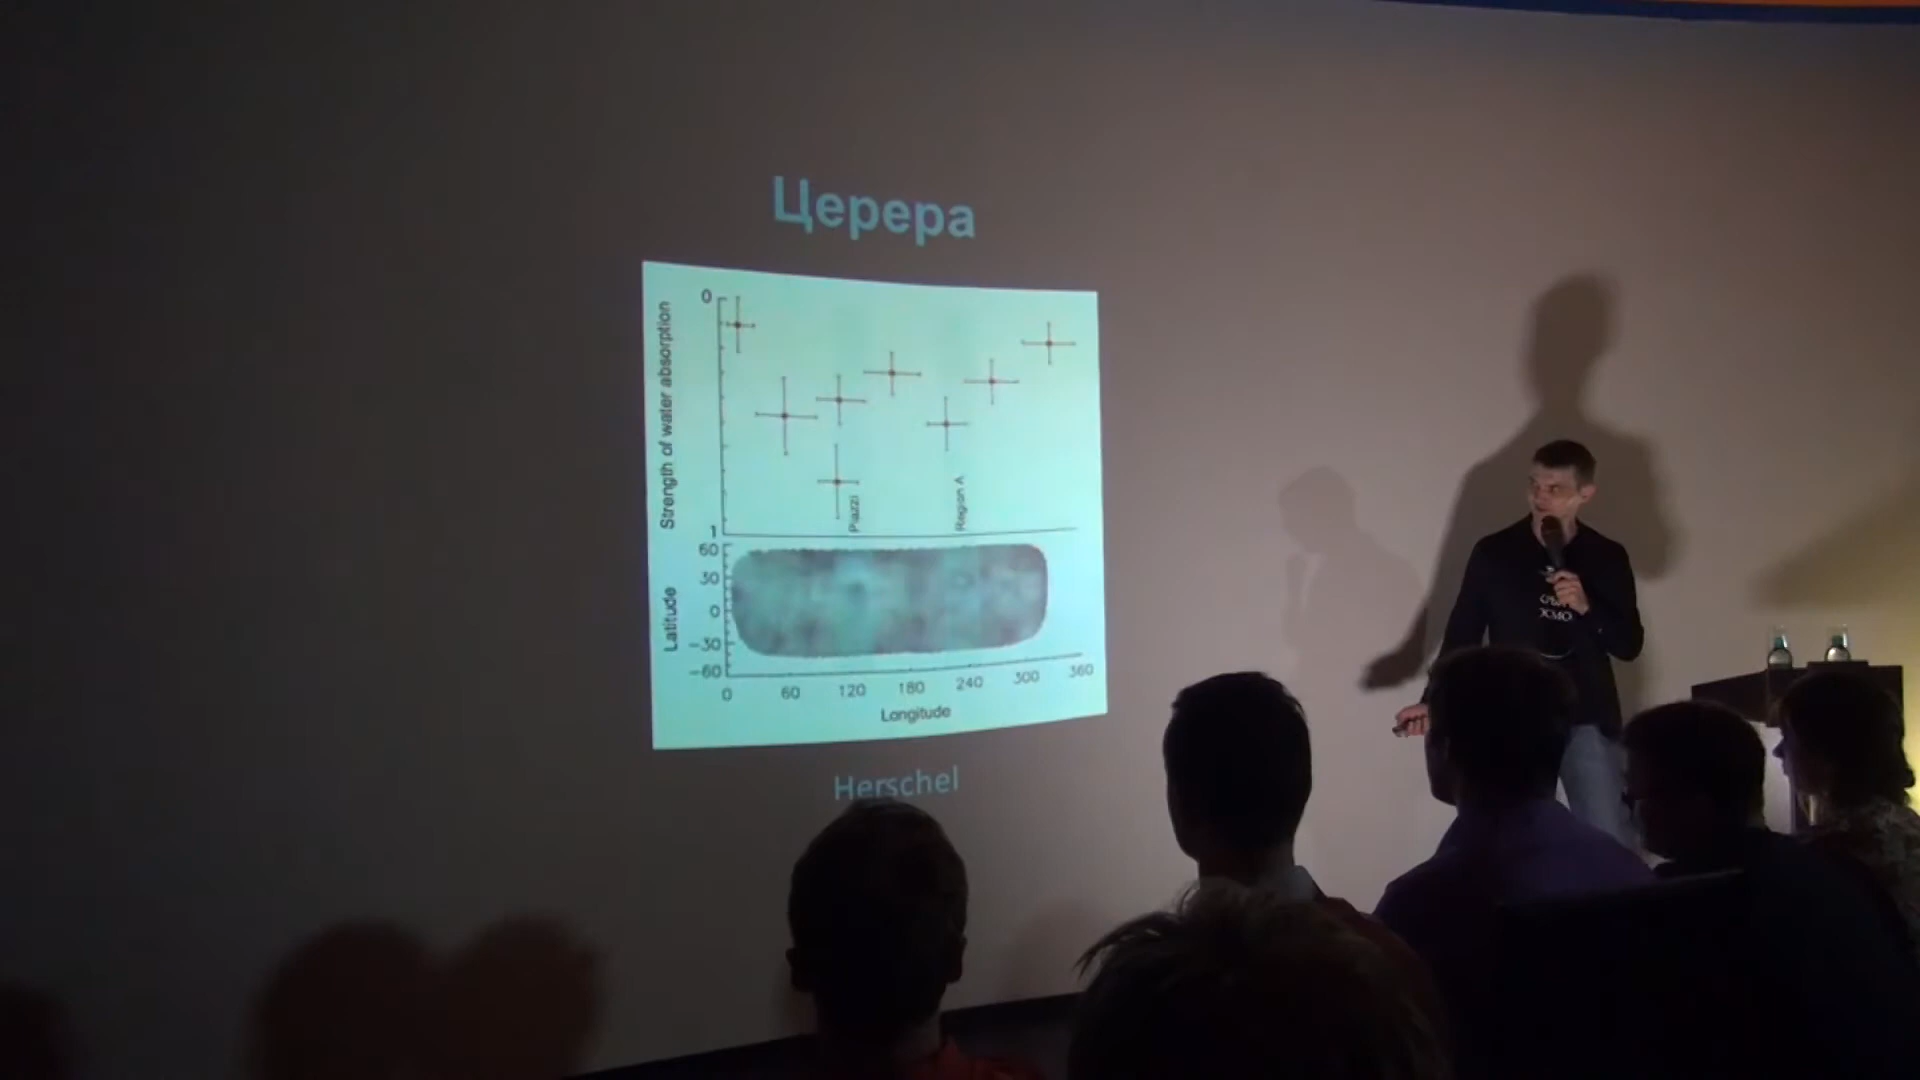 Церера
0
Strength of water absorption
Piazzi
Region A
1
60
30
0
-30
-60
Latitude
0 60 120 180 240 300 360
Longitude
Herschel
ХМО